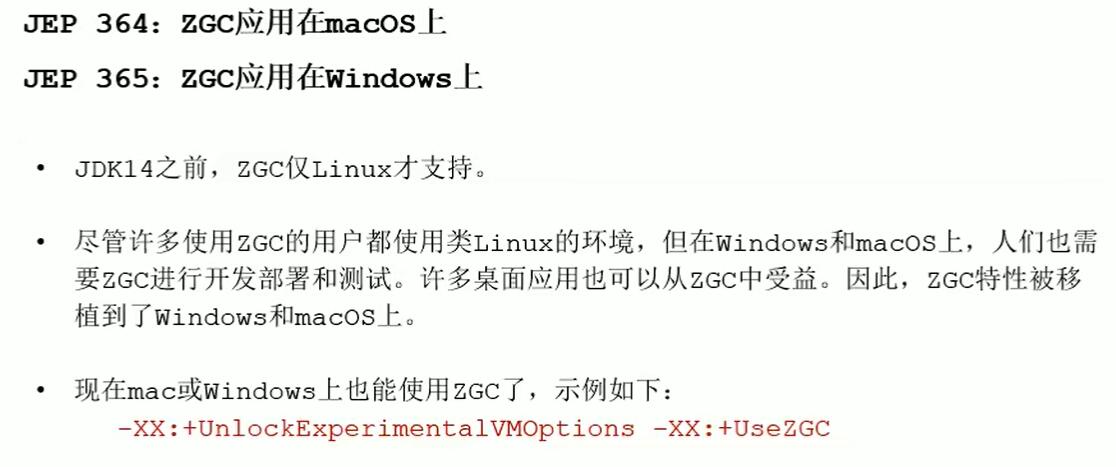 JEP 364：ZGC应用在macOS上
JEP 365：ZGC应用在Windows上
• JDK14之前，ZGC仅Linux才支持。
• 尽管许多使用ZGC的用户都使用类Linux的环境，但在Windows和macOS上，人们也需
要ZGC进行开发部署和测试。许多桌面应用也可以从ZGC中受益。因此，ZGC特性被移
植到了Windows和macOS上。
• 现在mac或Windows上也能使用ZGC了，示例如下：
-XX:+UnlockExperimentalVMOptions -XX:+UseZGC